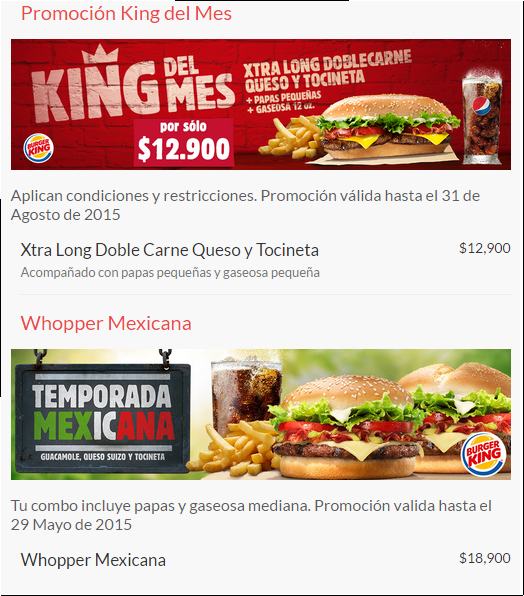 Promoción King del Mes
KING DEL MES
XTRA LONG DOBLECARNE
QUESO Y TOCINETA
+ PAPAS PEQUEÑAS
+ GASEOSA 12 oz.
por sólo
$12.900
BURGER KING
Aplican condiciones y restricciones. Promoción válida hasta el 31 de
Agosto de 2015
Xtra Long Doble Carne Queso y Tocineta $12,900
Acompañado con papas pequeñas y gaseosa pequeña
Whopper Mexicana
TEMPORADA
MEXICANA
GUACAMOLE, QUESO SUIZO Y TOCINETA
BURGER KING
Tu combo incluye papas y gaseosa mediana. Promoción valida hasta el
29 Mayo de 2015
Whopper Mexicana $18,900